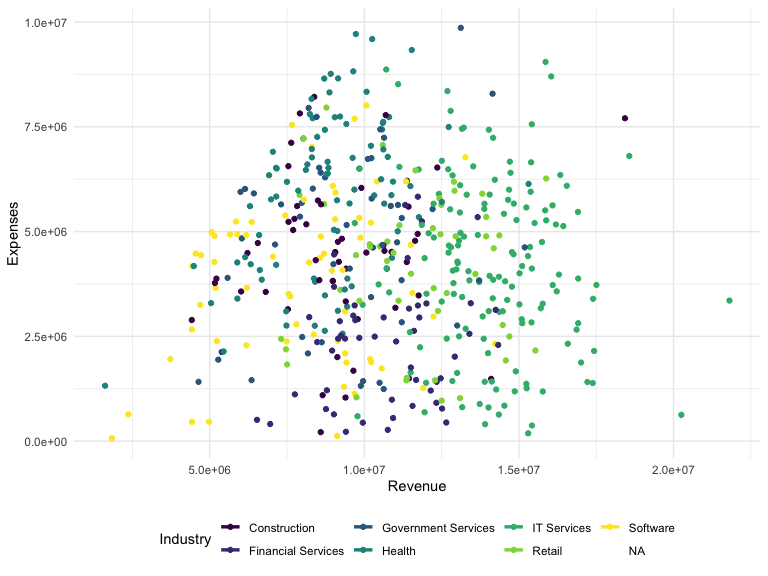 1.0e+07
7.5e+06
5.0e+06
2.5e+06
0.0e+00
Expenses
5.0e+06 1.0e+07 1.5e+07 2.0e+07
Revenue
Industry
Construction Government Services IT Services Software
Financial Services Health Retail NA